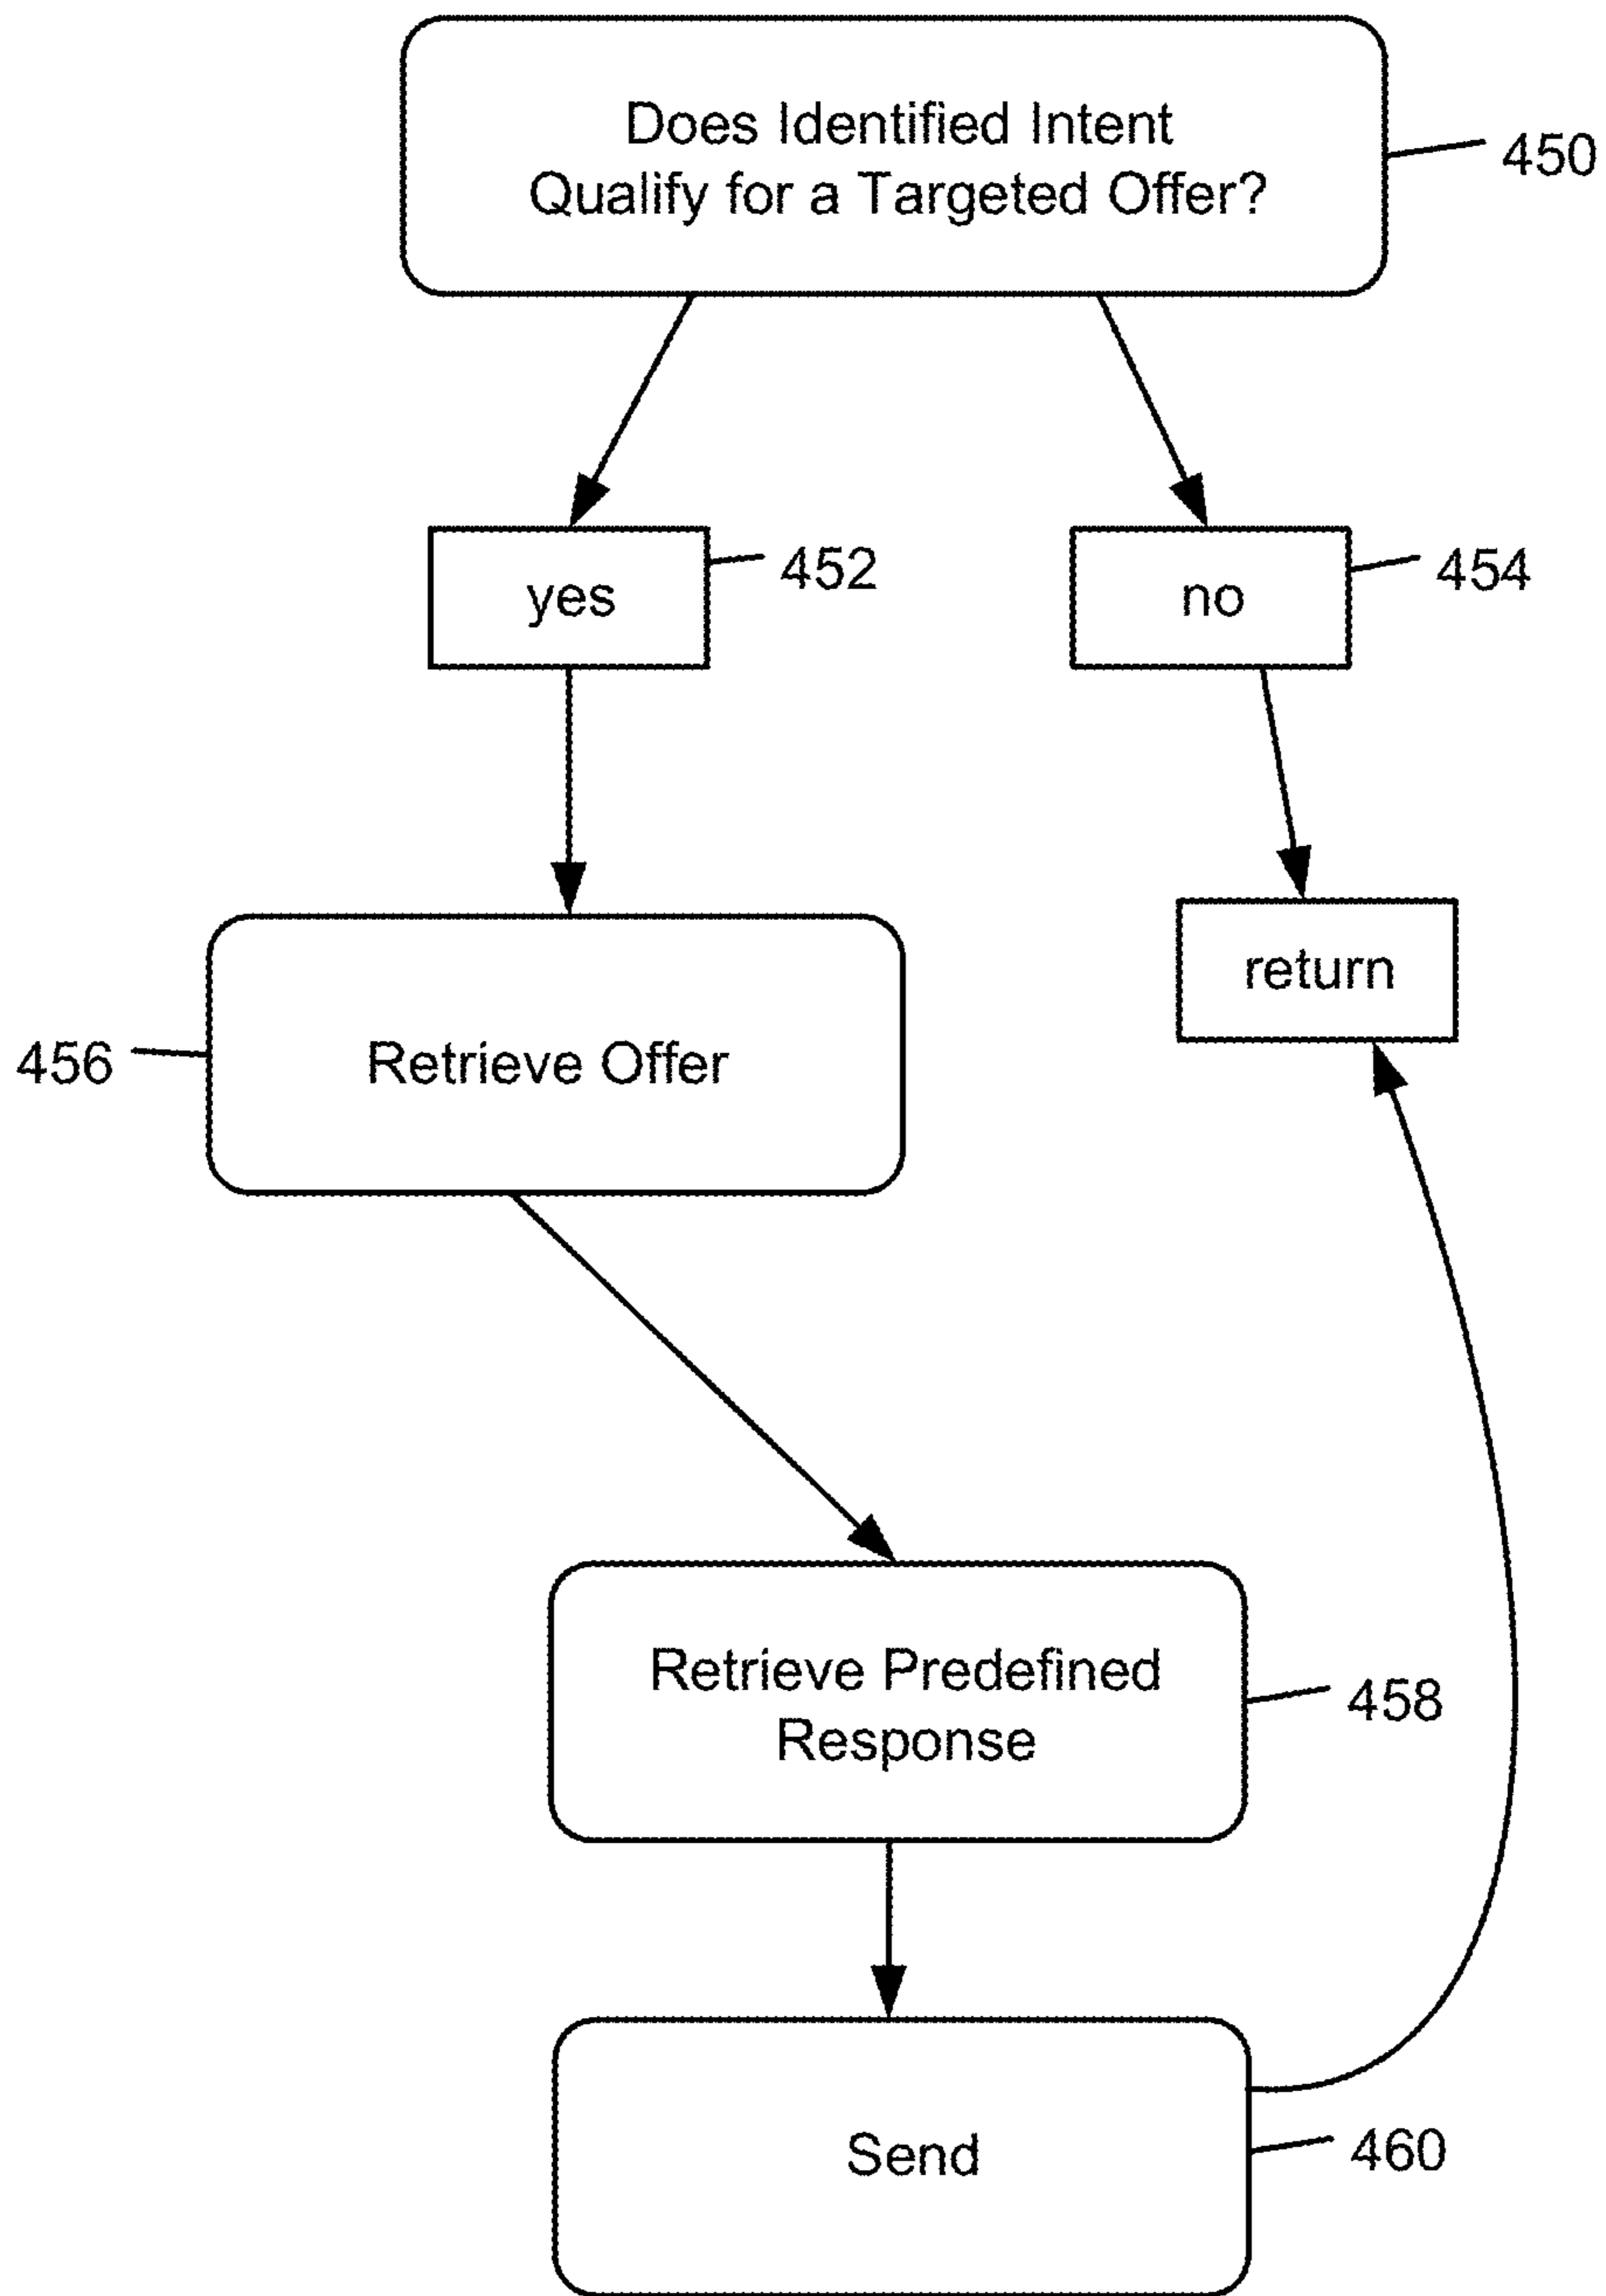 Does Identified Intent
Qualify for a Targeted Offer?
450
yes
452
no
454
return
456
Retrieve Offer
Retrieve Predefined
Response
458
Send
460